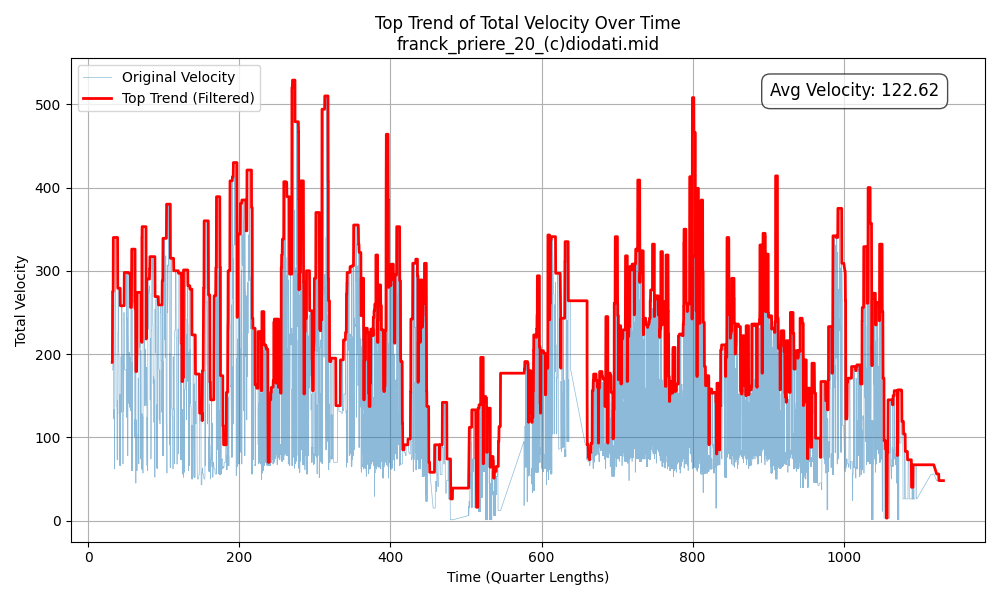 Top Trend of Total Velocity Over Time
franck_priere_20_(c)diodati.mid
Original Velocity
Top Trend (Filtered)
Avg Velocity: 122.62
Total Velocity
500
400
300
200
100
0
0 200 400 600 800 1000
Time (Quarter Lengths)